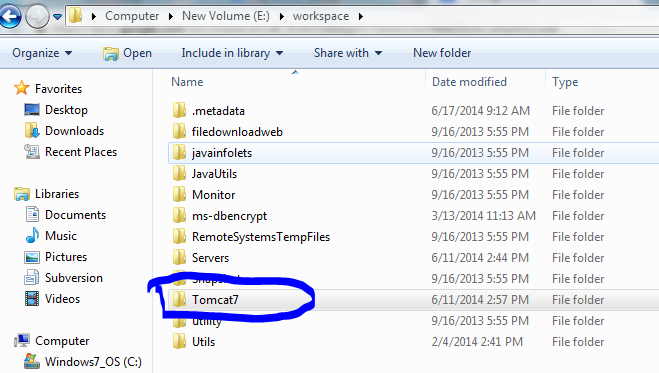 Computer New Volume (E:) workspace
Organize Open Include in library Share with New folder
Favorites
Desktop
Downloads
Recent Places
Libraries
Documents
Music
Pictures
Subversion
Videos
Computer
Windows7_OS (C:)
Name Date modified Type
.metadata 6/17/2014 9:12 AM File folder
filedownloadweb 9/16/2013 5:55 PM File folder
javainfolets 9/16/2013 5:55 PM File folder
JavaUtils 9/16/2013 5:55 PM File folder
Monitor 9/16/2013 5:55 PM File folder
ms-dbencrypt 3/13/2014 11:13 AM File folder
RemoteSystemsTempFiles 9/16/2013 5:55 PM File folder
Servers 6/11/2014 2:44 PM File folder
9/16/2013 5:55 PM File folder
Tomcat7 6/11/2014 2:57 PM File folder
utility 9/16/2013 5:55 PM File folder
Utils 2/4/2014 2:41 PM File folder